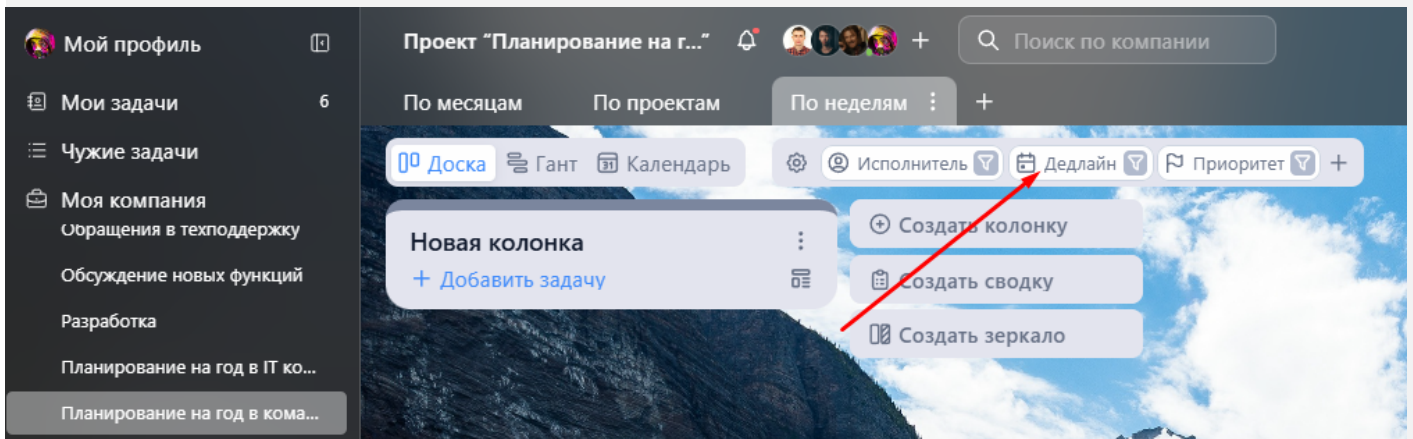 Мой профиль
Проект “Планирование на г...”
Поиск по компании
Мои задачи 6
По месяцам По проектам По неделям
Чужие задачи
Доска Гант 31 Календарь Исполнитель Дедлайн Приоритет
Моя компания
Обращения в техподдержку
Создать колонку
Новая колонка
Добавить задачу
Обсуждение новых функций
Создать сводку
Разработка
Создать зеркало
Планирование на год в IT ко...
Планирование на год в кома...